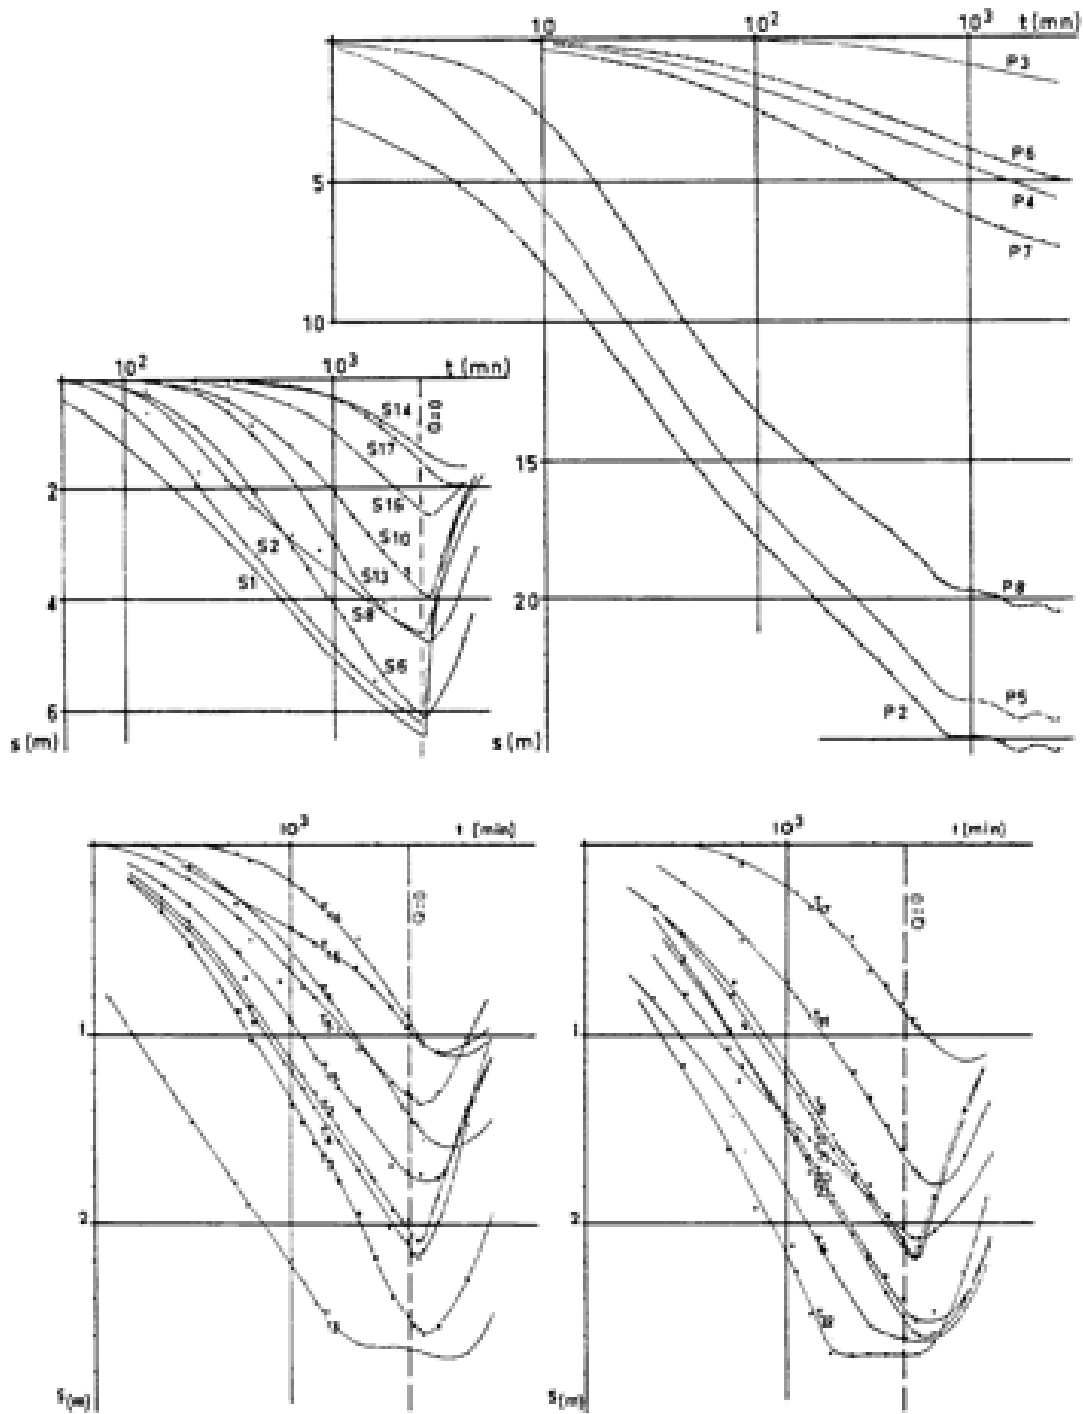 10 10² 10³ t(mn)
P3
P6
5
P4
P7
10
10² 10³ t(mn)
S14
Q=0
S17
15
2
S16
S10
S2
S1
S13
S8
4
20
P8
S6
6
P5
P2
s(m)
s(m)
10³ t(min)
10³ t(min)
Q=0
Q=0
1
1
2
2
S(m)
S(m)